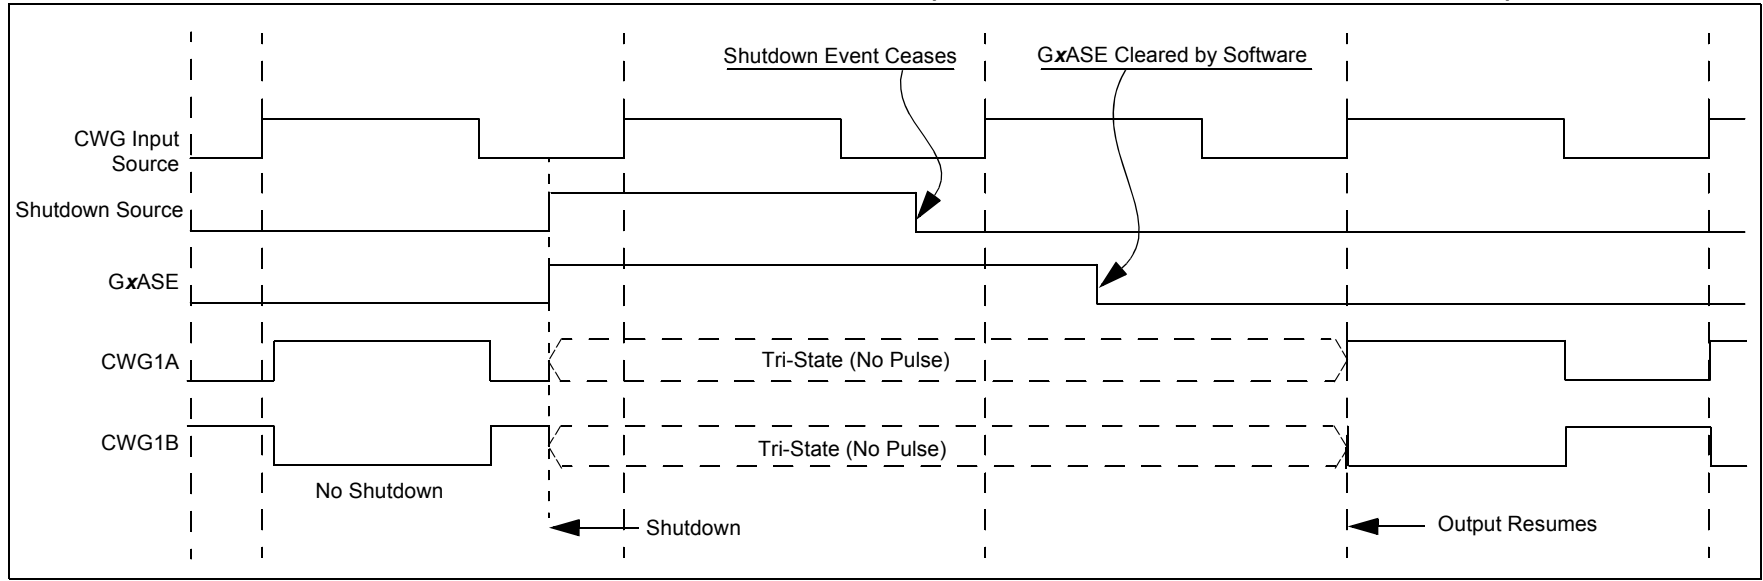 Shutdown Event Ceases
GxASE Cleared by Software
CWG Input
Source
Shutdown Source
GxASE
CWG1A
Tri-State (No Pulse)
CWG1B
Tri-State (No Pulse)
No Shutdown
Shutdown
Output Resumes